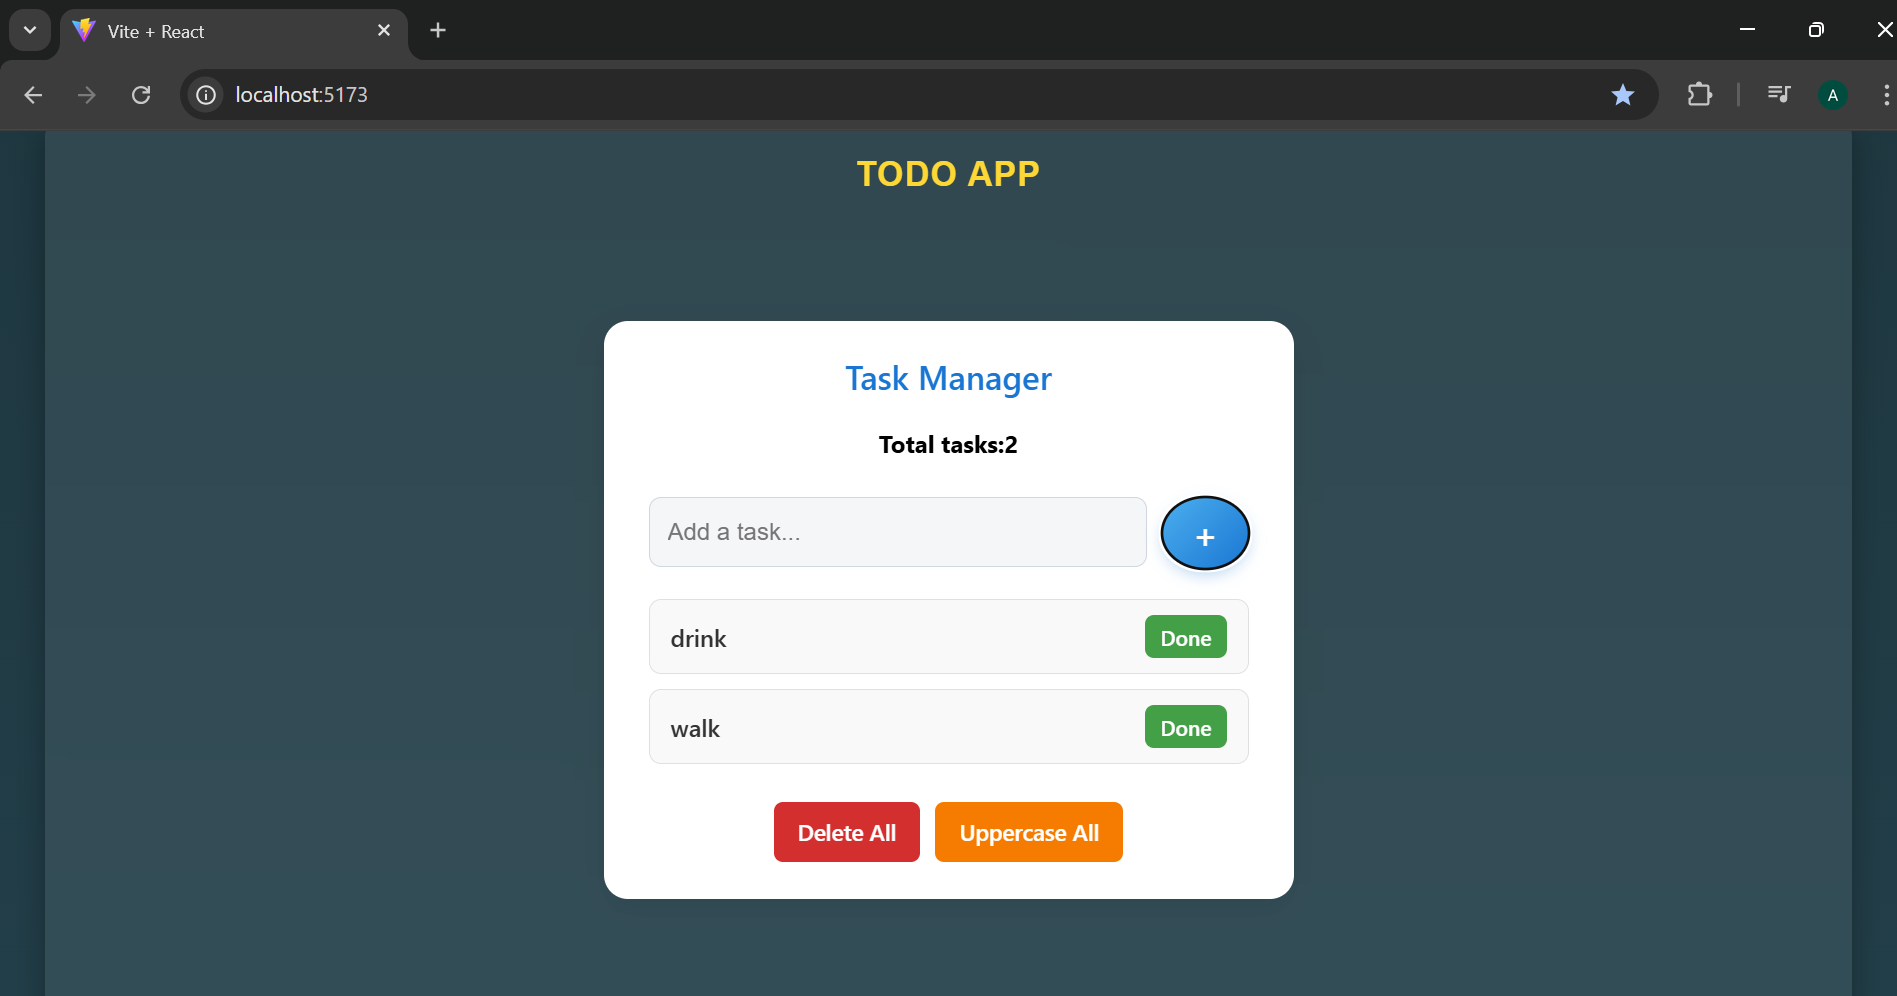 Vite + React
localhost:5173
A
TODO APP
Task Manager
Total tasks:2
Add a task...
+
drink
Done
walk
Done
Delete All
Uppercase All